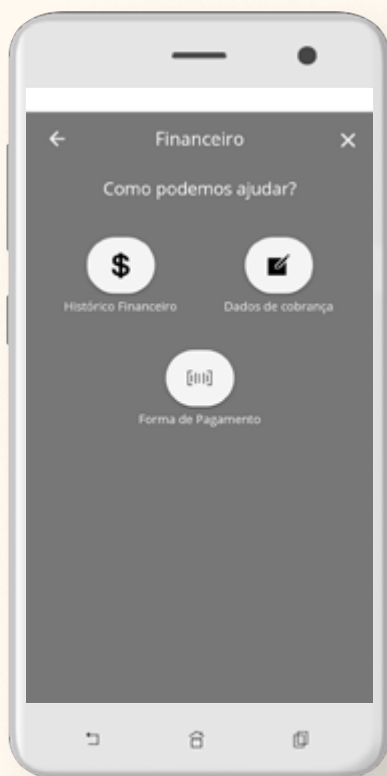 Financeiro
Como podemos ajudar?
Histórico Financeiro
Dados de cobrança
Forma de Pagamento